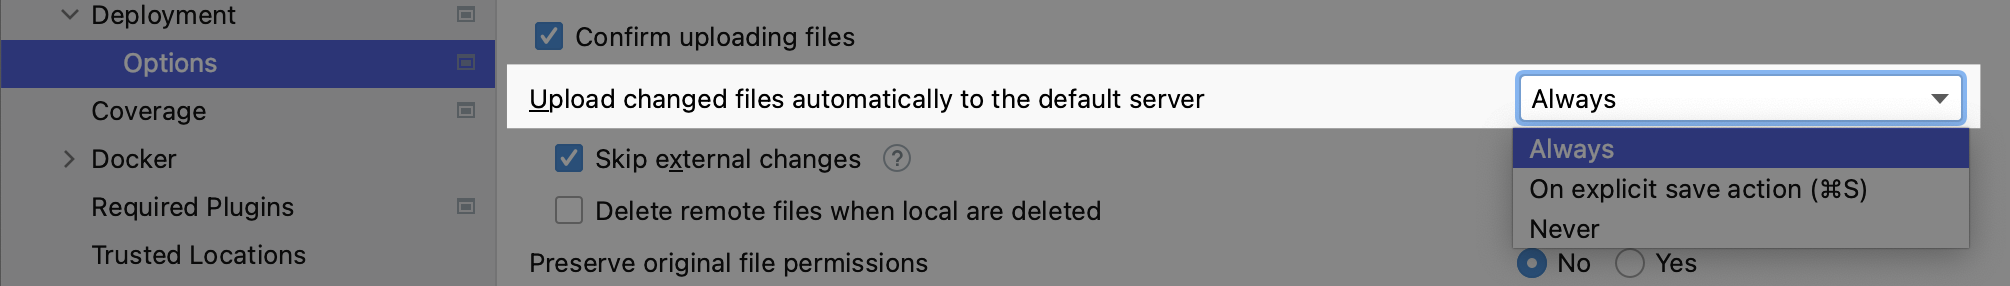 Deployment
Options
Coverage
Docker
Required Plugins
Trusted Locations
Confirm uploading files
Upload changed files automatically to the default server
Always
Always
On explicit save action (⌘S)
Never
Skip external changes ?
Delete remote files when local are deleted
Preserve original file permissions
No Yes